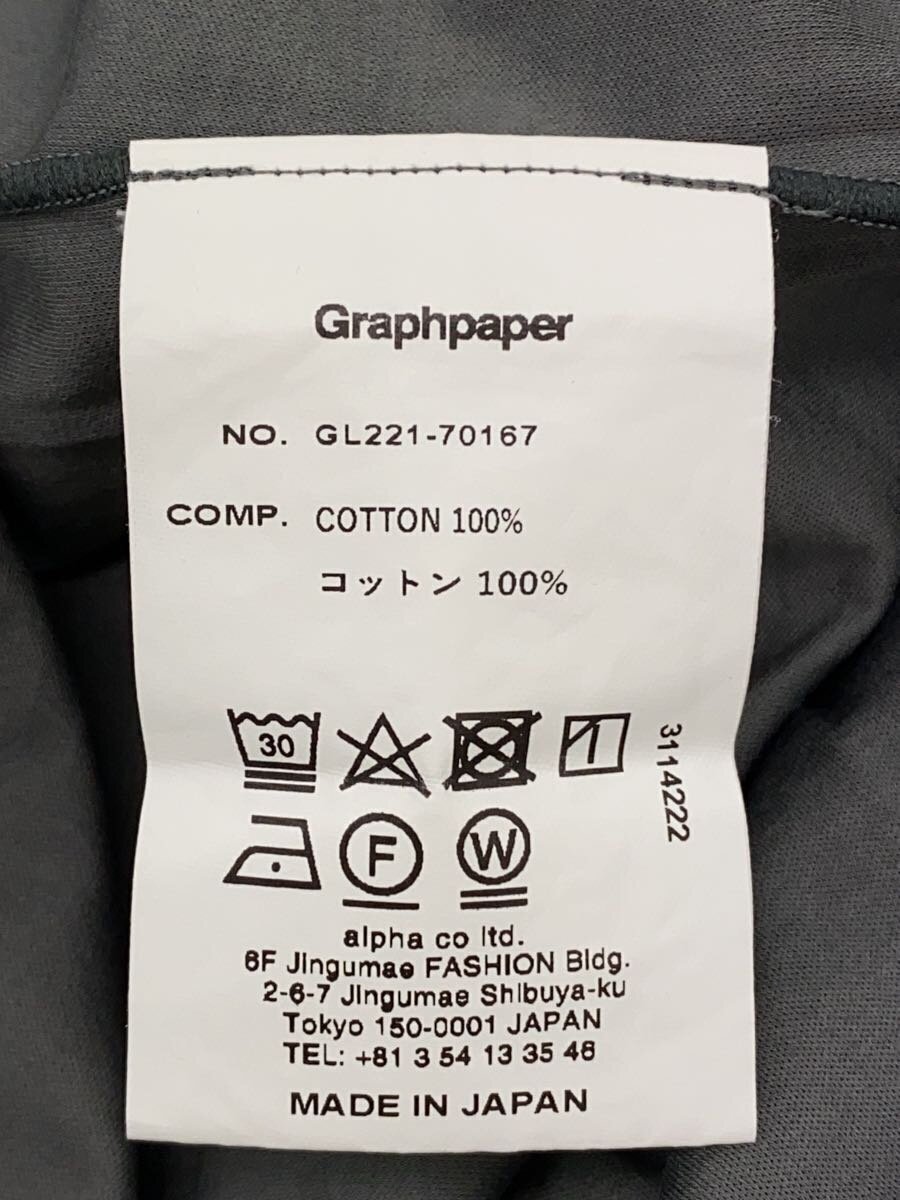 Graphpaper
NO. GL221-70167
COMP. COTTON 100%
コットン 100%
30
3114222
F
W
alpha co ltd.
6F Jingumae FASHION Bldg.
2-6-7 Jingumae Shibuya-ku
Tokyo 150-0001 JAPAN
TEL: +81 3 54 13 35 46
MADE IN JAPAN